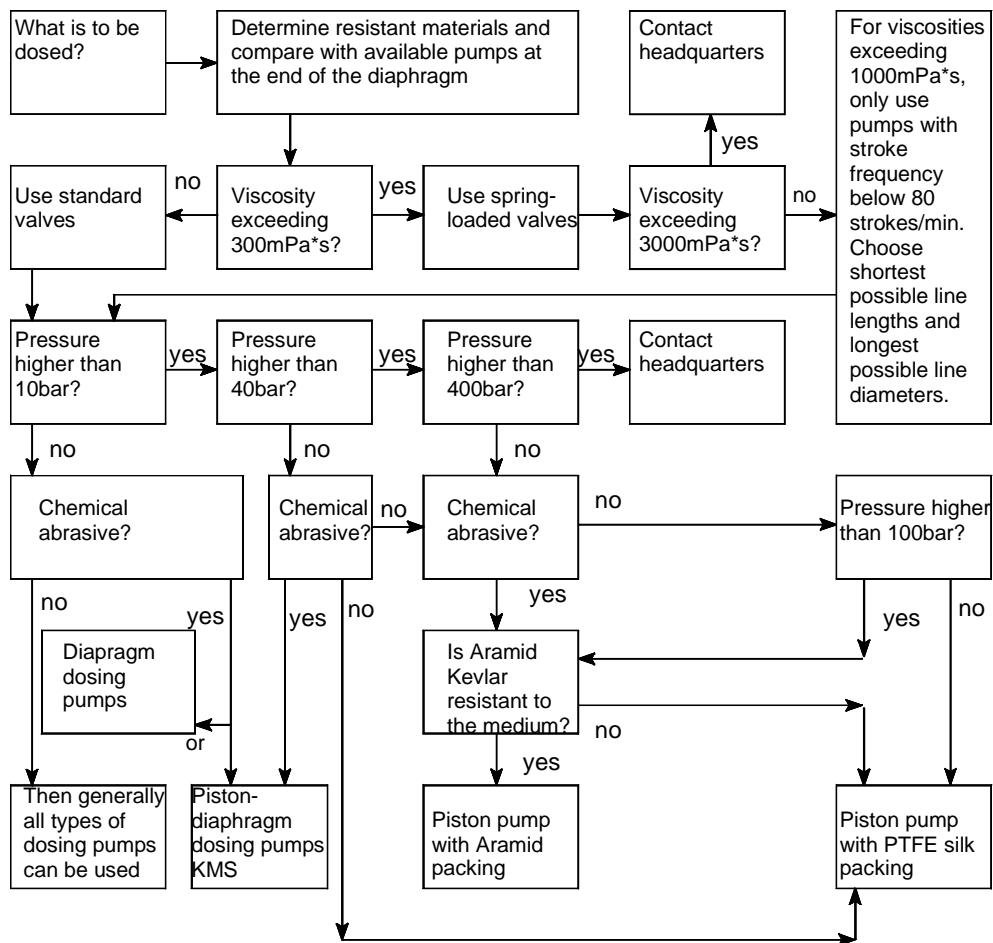 What is to be
dosed?
Determine resistant materials and
compare with available pumps at
the end of the diaphragm
Contact
headquarters
For viscosities
exceeding
1000mPa*s,
only use
pumps with
stroke
frequency
below 80
strokes/min.
Choose
shortest
possible line
lengths and
longest
possible line
diameters.
yes
Use standard
valves
no
Viscosity
exceeding
300mPa*s?
yes
Use spring-
loaded valves
Viscosity
exceeding
3000mPa*s?
no
Pressure
higher than
10bar?
yes
Pressure
higher than
40bar?
yes
Pressure
higher than
400bar?
yes
Contact
headquarters
no
no
no
Chemical
abrasive?
Chemical
abrasive?
no
Chemical
abrasive?
no
Pressure higher
than 100bar?
no
yes
yes
no
yes
yes
no
Diapragm
dosing
pumps
or
Is Aramid
Kevlar
resistant to
the medium?
no
yes
Then generally
all types of
dosing pumps
can be used
Piston-
diaphragm
dosing pumps
KMS
Piston pump
with Aramid
packing
Piston pump
with PTFE silk
packing